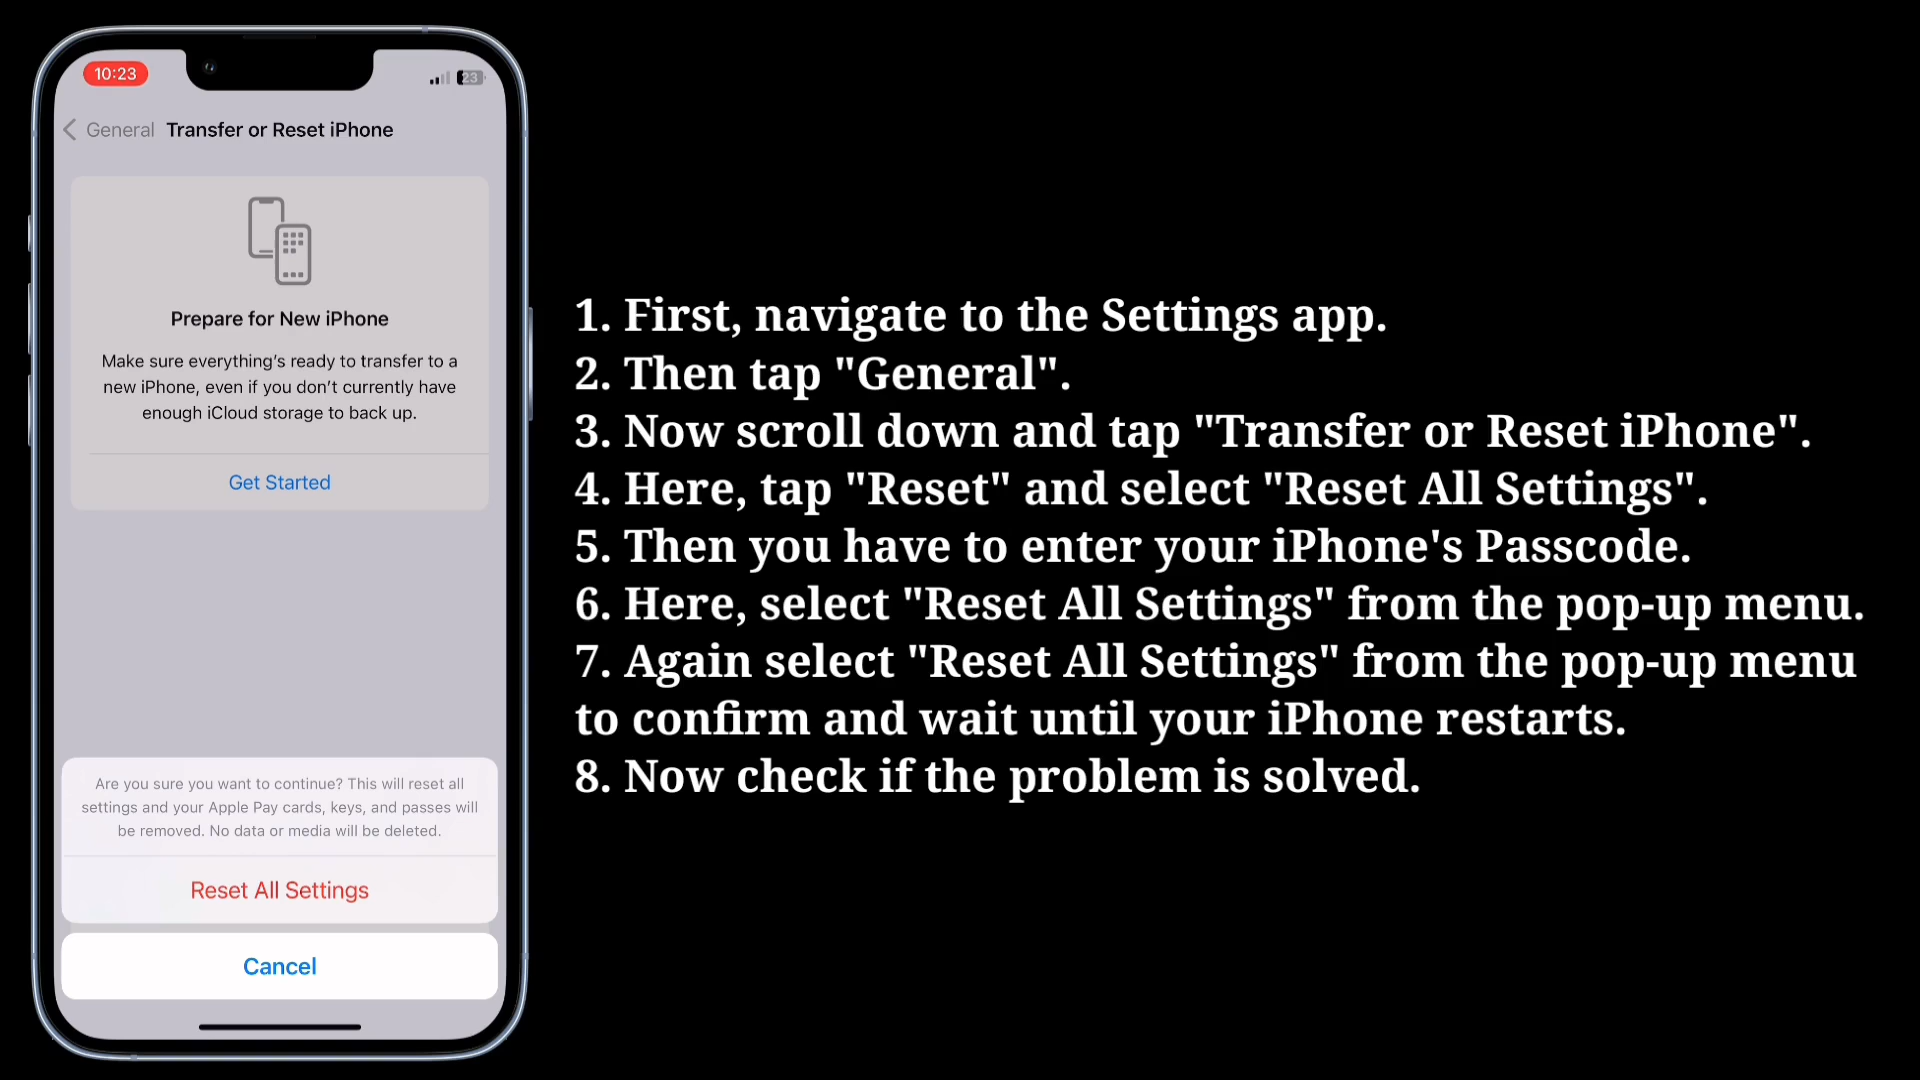 10:23
23
General Transfer or Reset iPhone
Prepare for New iPhone
Make sure everything's ready to transfer to a
new iPhone, even if you don't currently have
enough iCloud storage to back up.
Get Started
Are you sure you want to continue? This will reset all
settings and your Apple Pay cards, keys, and passes will
be removed. No data or media will be deleted.
Reset All Settings
Cancel
1. First, navigate to the Settings app.
2. Then tap "General".
3. Now scroll down and tap "Transfer or Reset iPhone".
4. Here, tap "Reset" and select "Reset All Settings".
5. Then you have to enter your iPhone's Passcode.
6. Here, select "Reset All Settings" from the pop-up menu.
7. Again select "Reset All Settings" from the pop-up menu
to confirm and wait until your iPhone restarts.
8. Now check if the problem is solved.